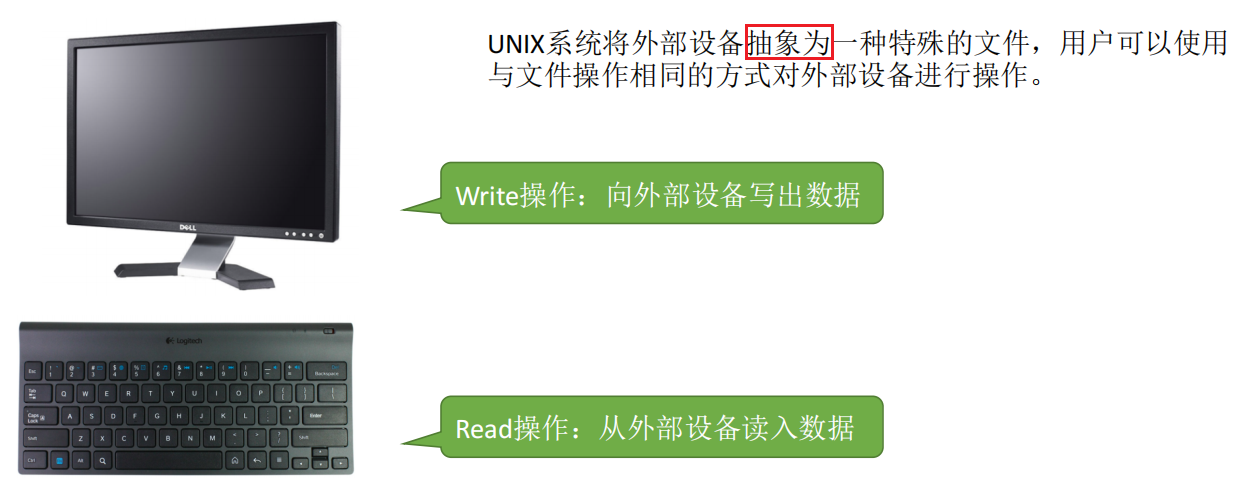 UNIX系统将外部设备抽象为一种特殊的文件，用户可以使用
与文件操作相同的方式对外部设备进行操作。
DELL
Write操作：向外部设备写出数据
Logitech
Esc
Backspace
Tab
Q W E R T Y U I O P
Caps Lock A S D F G H J K L Enter
Shift Z X C V B N M Shift
Ctrl Alt
Read操作：从外部设备读入数据